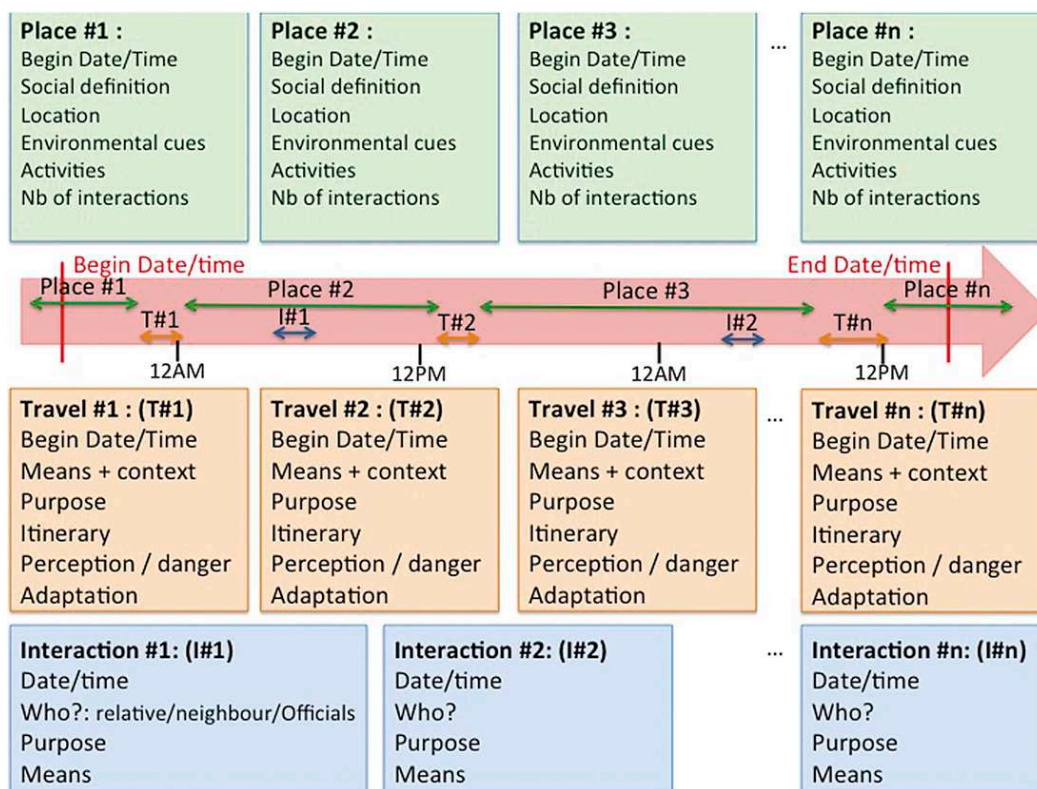 Place #1 :
Begin Date/Time
Social definition
Location
Environmental cues
Activities
Nb of interactions
Place #2 :
Begin Date/Time
Social definition
Location
Environmental cues
Activities
Nb of interactions
Place #3 :
Begin Date/Time
Social definition
Location
Environmental cues
Activities
Nb of interactions
...
Place #n :
Begin Date/Time
Social definition
Location
Environmental cues
Activities
Nb of interactions
Begin Date/time
End Date/time
Place #1
Place #2
Place #3
Place #n
T#1
I#1
T#2
I#2
T#n
12AM
12PM
12AM
12PM
Travel #1 : (T#1)
Begin Date/Time
Means + context
Purpose
Itinerary
Perception / danger
Adaptation
Travel #2 : (T#2)
Begin Date/Time
Means + context
Purpose
Itinerary
Perception / danger
Adaptation
Travel #3 : (T#3)
Begin Date/Time
Means + context
Purpose
Itinerary
Perception / danger
Adaptation
...
Travel #n : (T#n)
Begin Date/Time
Means + context
Purpose
Itinerary
Perception / danger
Adaptation
Interaction #1: (I#1)
Date/time
Who?: relative/neighbour/Officials
Purpose
Means
Interaction #2: (I#2)
Date/time
Who?
Purpose
Means
...
Interaction #n: (I#n)
Date/time
Who?
Purpose
Means